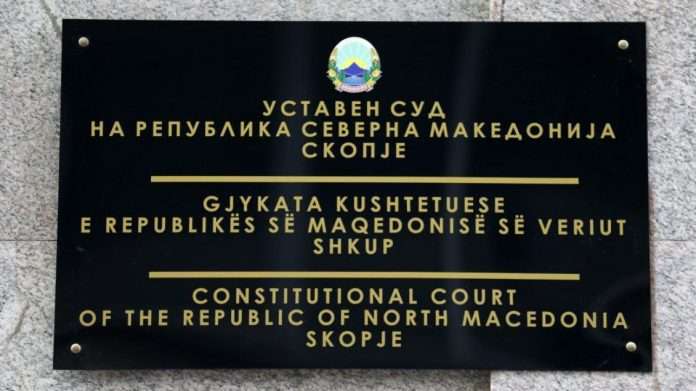 УСТАВЕН СУД
НА РЕПУБЛИКА СЕВЕРНА МАКЕДОНИЈА
СКОПЈЕ
GJYKATA KUSHTETUESE
E REPUBLIKËS SË MAQEDONISË SË VERIUT
SHKUP
CONSTITUTIONAL COURT
OF THE REPUBLIC OF NORTH MACEDONIA
SKOPJE